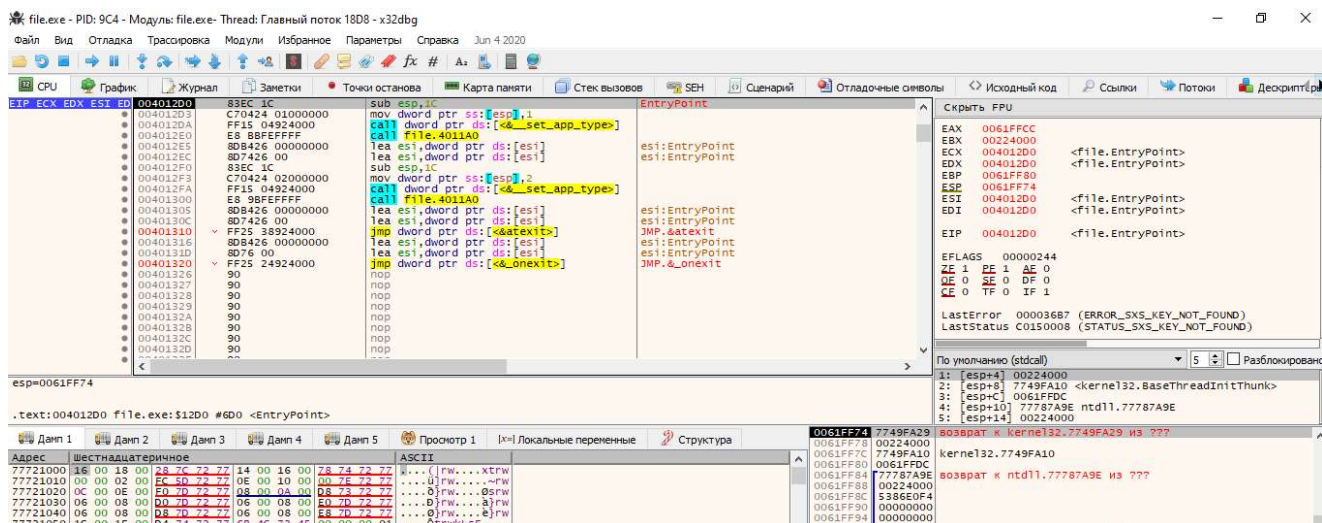 file.exe - PID: 9C4 - Модуль: file.exe- Thread: Главный поток 18D8 - x32dbg
Файл Вид Отладка Трассировка Модули Избранное Параметры Справка Jun 4 2020
CPU График Журнал Заметки Точки останова Карта памяти Стек вызовов SEH Сценарий Отладочные символы Исходный код Ссылки Потоки Дескрипторы
EIP ECX EDX ESI ED 004012D0 83EC 1C sub esp,1C EntryPoint
004012D3 C70424 01000000 mov dword ptr ss:[esp],1
004012DA FF15 04924000 call dword ptr ds:[<&__set_app_type>]
004012E0 E8 BBFEFFFF call file.4011A0
004012E5 8DB426 00000000 lea esi,dword ptr ds:[esi] esi:EntryPoint
004012EC 8D7426 00 lea esi,dword ptr ds:[esi] esi:EntryPoint
004012F0 83EC 1C sub esp,1C
004012F3 C70424 02000000 mov dword ptr ss:[esp],2
004012FA FF15 04924000 call dword ptr ds:[<&__set_app_type>]
00401300 E8 9BFEFFFF call file.4011A0
00401305 8DB426 00000000 lea esi,dword ptr ds:[esi] esi:EntryPoint
0040130C 8D7426 00 lea esi,dword ptr ds:[esi] esi:EntryPoint
00401310 FF25 38924000 jmp dword ptr ds:[<&atexit>] JMP.&atexit
00401316 8DB426 00000000 lea esi,dword ptr ds:[esi] esi:EntryPoint
0040131D 8D76 00 lea esi,dword ptr ds:[esi] esi:EntryPoint
00401320 FF25 24924000 jmp dword ptr ds:[<&_onexit>] JMP.&_onexit
00401326 90 nop
00401327 90 nop
00401328 90 nop
00401329 90 nop
0040132A 90 nop
0040132B 90 nop
0040132C 90 nop
0040132D 90 nop
Скрыть FPU
EAX 0061FFCC
EBX 00224000
ECX 004012D0 <file.EntryPoint>
EDX 004012D0 <file.EntryPoint>
EBP 0061FF80
ESP 0061FF74
ESI 004012D0 <file.EntryPoint>
EDI 004012D0 <file.EntryPoint>
EIP 004012D0 <file.EntryPoint>
EFLAGS 00000244
ZF 1 PF 1 AF 0
OF 0 SF 0 DF 0
CF 0 TF 0 IF 1
LastError 000036B7 (ERROR_SXS_KEY_NOT_FOUND)
LastStatus C0150008 (STATUS_SXS_KEY_NOT_FOUND)
По умолчанию (stdcall) 5 Разблокировано
1: [esp+4] 00224000
2: [esp+8] 7749FA10 <kernel32.BaseThreadInitThunk>
3: [esp+C] 0061FFDC
4: [esp+10] 77787A9E ntdll.77787A9E
5: [esp+14] 00224000
esp=0061FF74
.text:004012D0 file.exe:$12D0 #6D0 <EntryPoint>
Дамп 1 Дамп 2 Дамп 3 Дамп 4 Дамп 5 Просмотр 1 [x=] Локальные переменные Структура
Адрес Шестнадцатеричное ASCII
77721000 16 00 18 00 28 7C 72 77 14 00 16 00 78 74 72 77 ....(|rw....xtrw
77721010 00 00 02 00 FC 5D 72 77 0E 00 10 00 00 7E 72 77 ....ü]rw.....~rw
77721020 0C 00 0E 00 F0 7D 72 77 08 00 0A 00 D8 73 72 77 ....ð}rw....Øsrw
77721030 06 00 08 00 D0 7D 72 77 06 00 08 00 E0 7D 72 77 ....Ð}rw....à}rw
77721040 06 00 08 00 D8 7D 72 77 06 00 08 00 E8 7D 72 77 ....Ø}rw....è}rw
0061FF74 7749FA29 возврат к kernel32.7749FA29 из ???
0061FF78 00224000
0061FF7C 7749FA10 kernel32.7749FA10
0061FF80 0061FFDC
0061FF84 77787A9E возврат к ntdll.77787A9E из ???
0061FF88 00224000
0061FF8C 5386E0F4
0061FF90 00000000
0061FF94 00000000